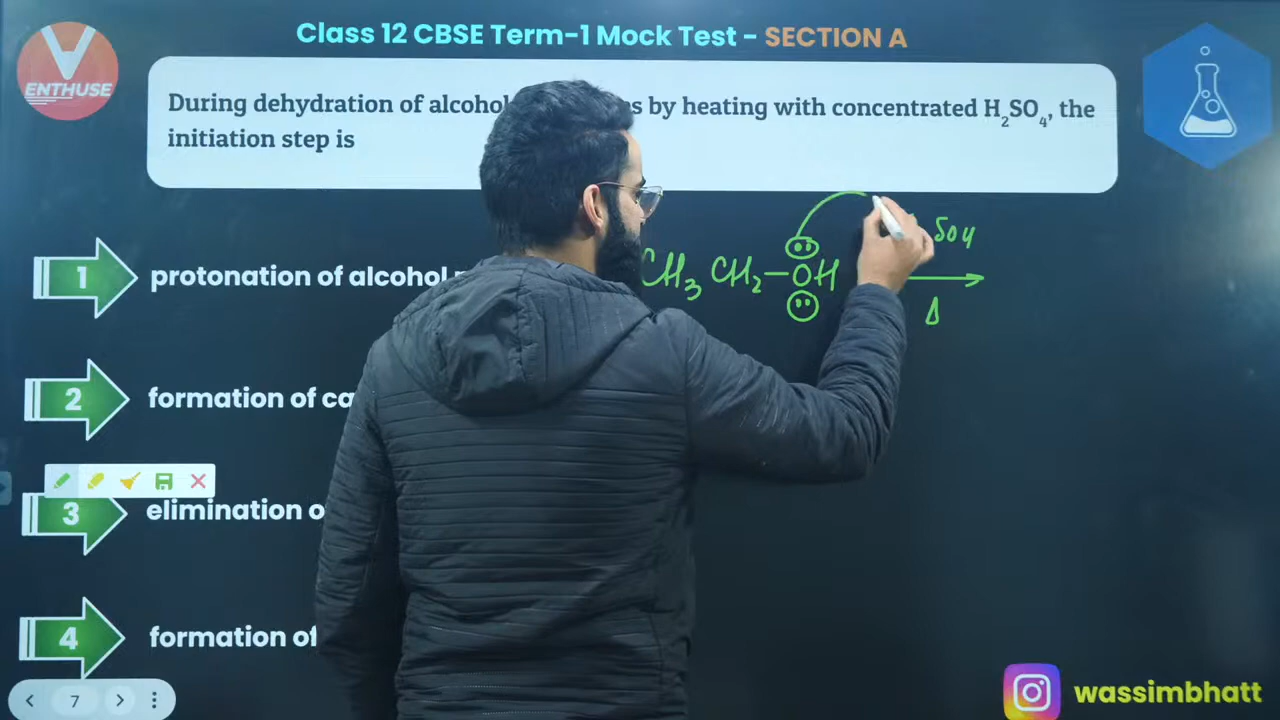 Class 12 CBSE Term-1 Mock Test - SECTION A
V
ENTHUSE
During dehydration of alcohol by heating with concentrated H₂SO₄, the
initiation step is
CH₃ CH₂-OH
SO4
Δ
1 protonation of alcohol
2 formation of
3 elimination
4 formation of
7
wassimbhatt